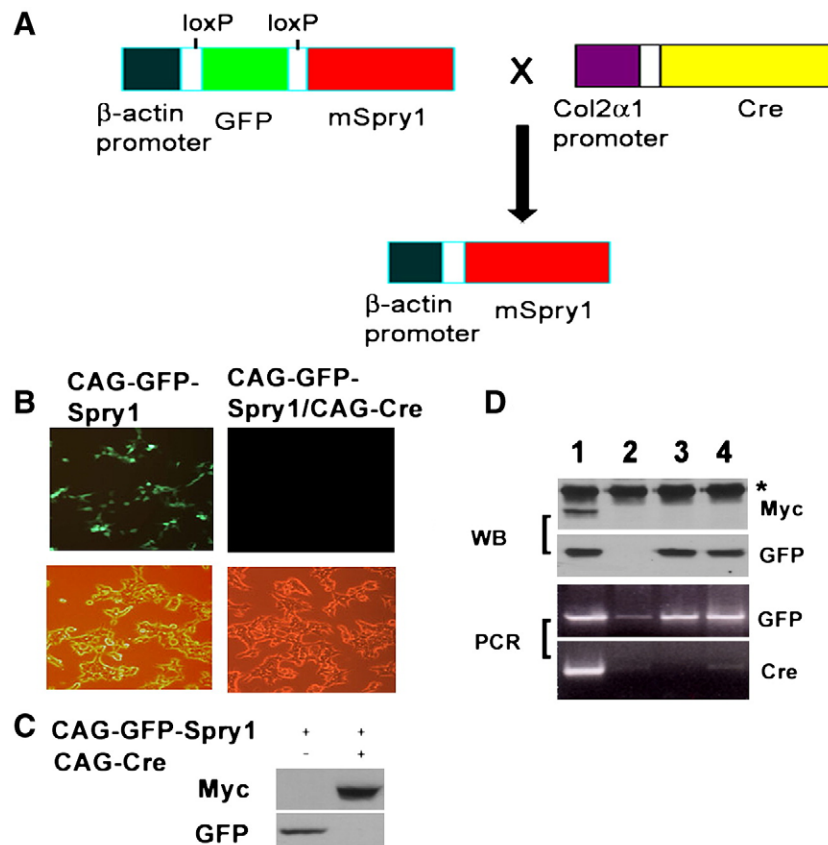 A
loxP loxP
β-actin promoter
GFP
mSpry1
X
Col2α1 promoter
Cre
β-actin promoter
mSpry1
B
CAG-GFP-
Spry1
CAG-GFP-
Spry1/CAG-Cre
C
CAG-GFP-Spry1 + +
CAG-Cre - +
Myc
GFP
D
1 2 3 4
*
Myc
WB
GFP
PCR
GFP
Cre